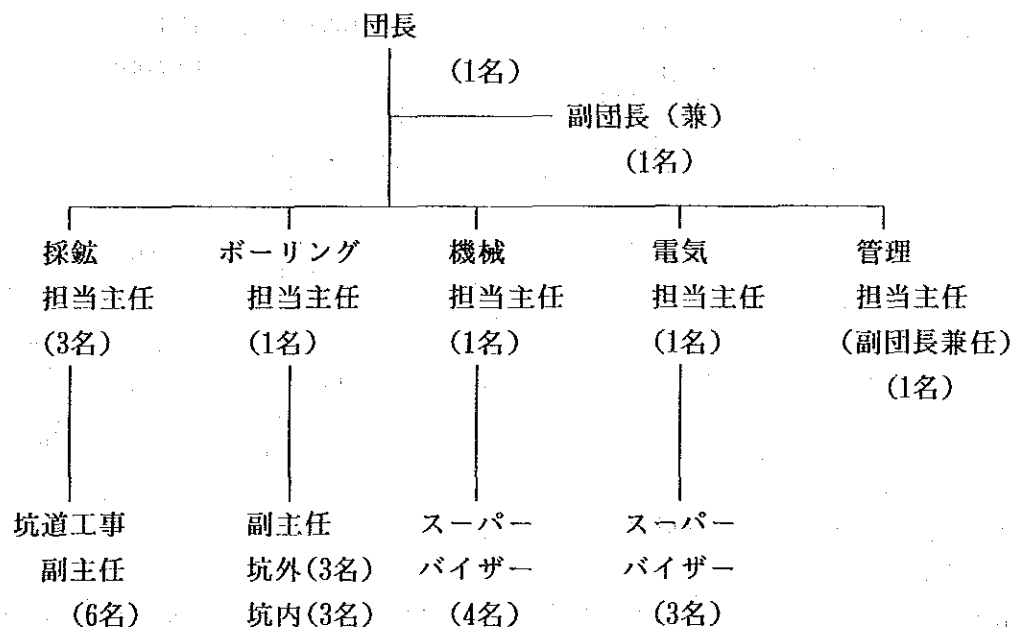 団長
(1名)
副団長（兼）
(1名)
採鉱
担当主任
(3名)
ボーリング
担当主任
(1名)
機械
担当主任
(1名)
電気
担当主任
(1名)
管理
担当主任
(副団長兼任)
(1名)
坑道工事
副主任
(6名)
副主任
坑外(3名)
坑内(3名)
スーパー
バイザー
(4名)
スーパー
バイザー
(3名)